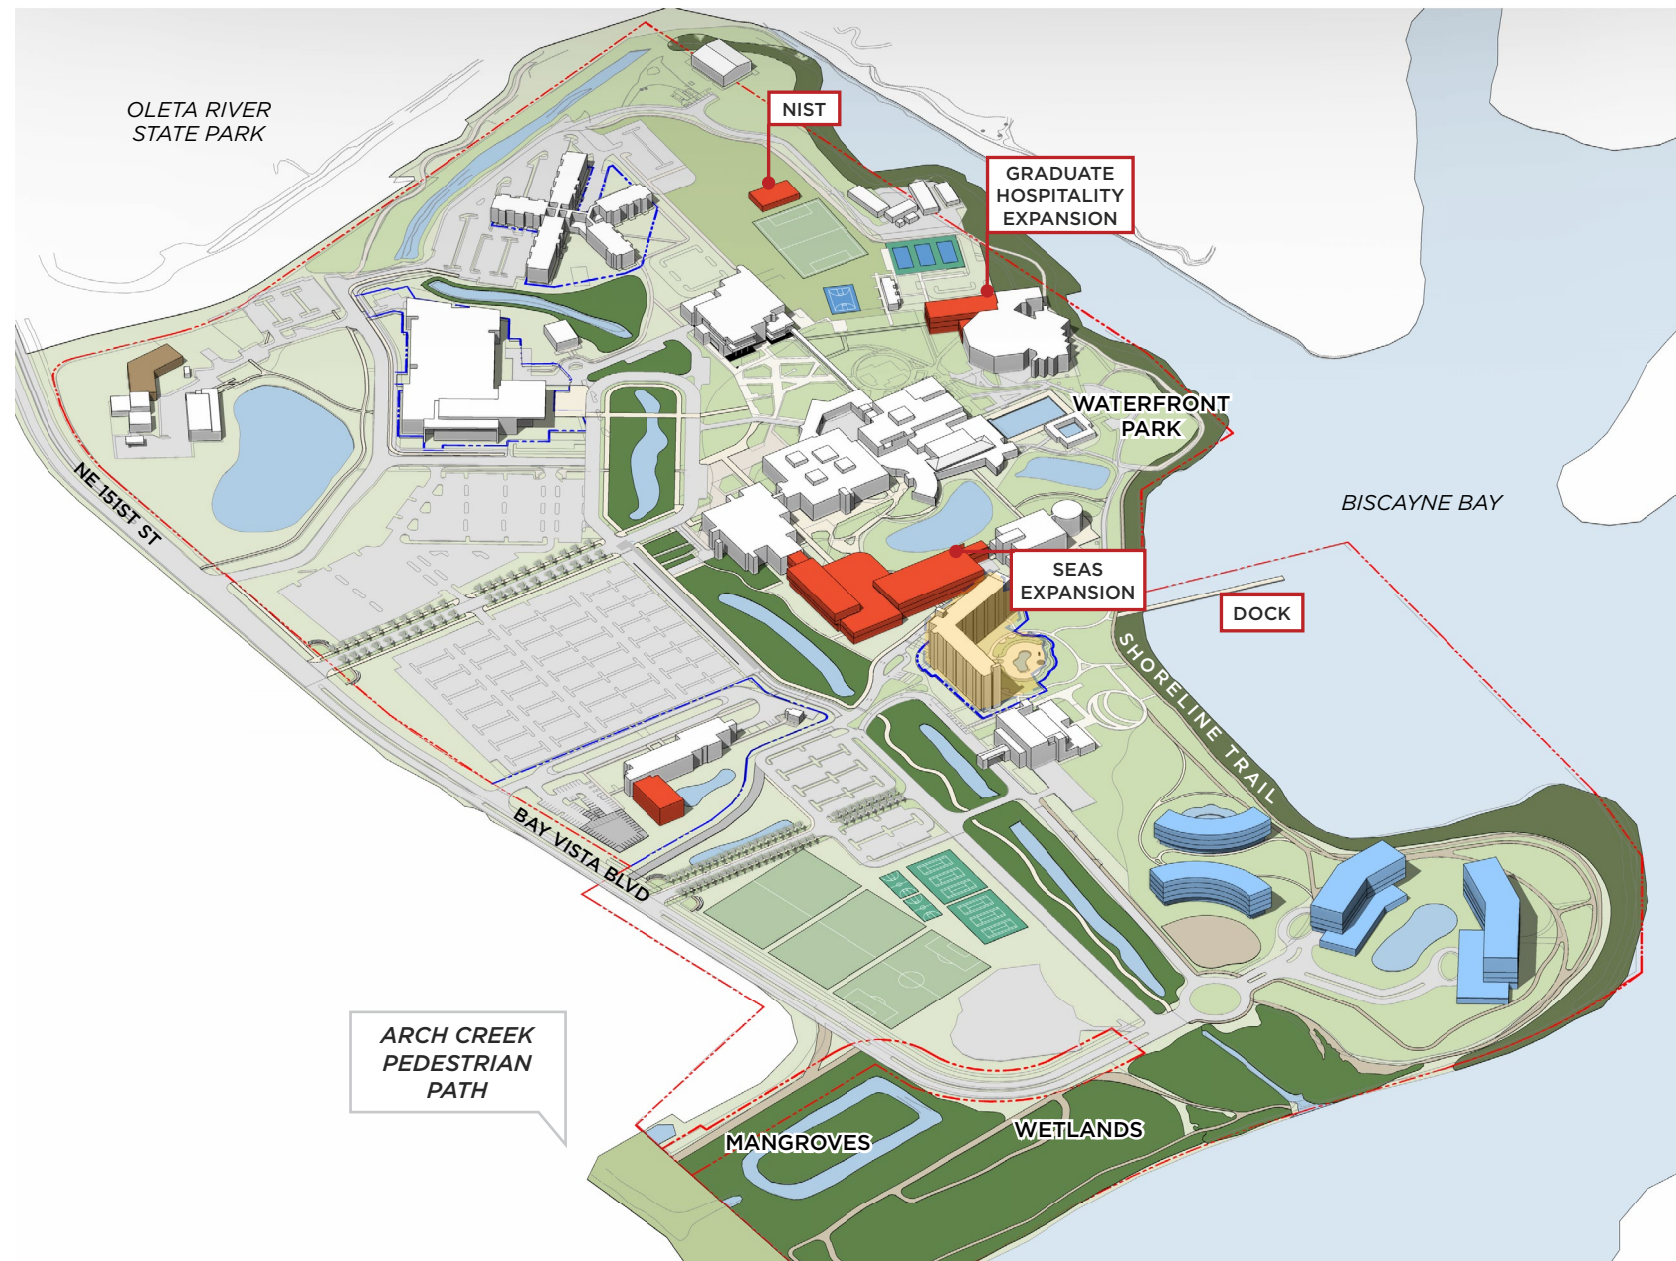 OLETA RIVER
STATE PARK
NIST
GRADUATE
HOSPITALITY
EXPANSION
WATERFRONT
PARK
NE 151ST ST
BISCAYNE BAY
SEAS
EXPANSION
DOCK
SHORELINE TRAIL
BAY VISTA BLVD
ARCH CREEK
PEDESTRIAN
PATH
MANGROVES
WETLANDS